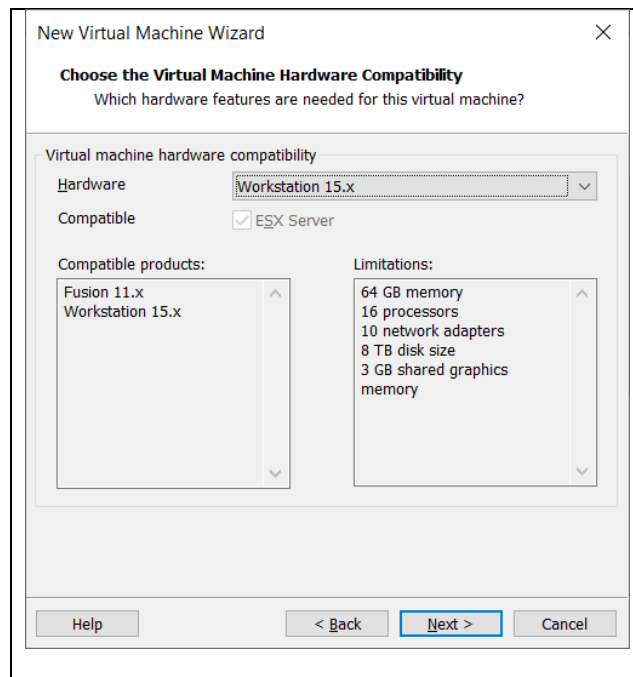 New Virtual Machine Wizard
Choose the Virtual Machine Hardware Compatibility
Which hardware features are needed for this virtual machine?
Virtual machine hardware compatibility
Hardware
Workstation 15.x
Compatible
ESX Server
Compatible products:
Fusion 11.x
Workstation 15.x
Limitations:
64 GB memory
16 processors
10 network adapters
8 TB disk size
3 GB shared graphics
memory
Help
< Back
Next >
Cancel